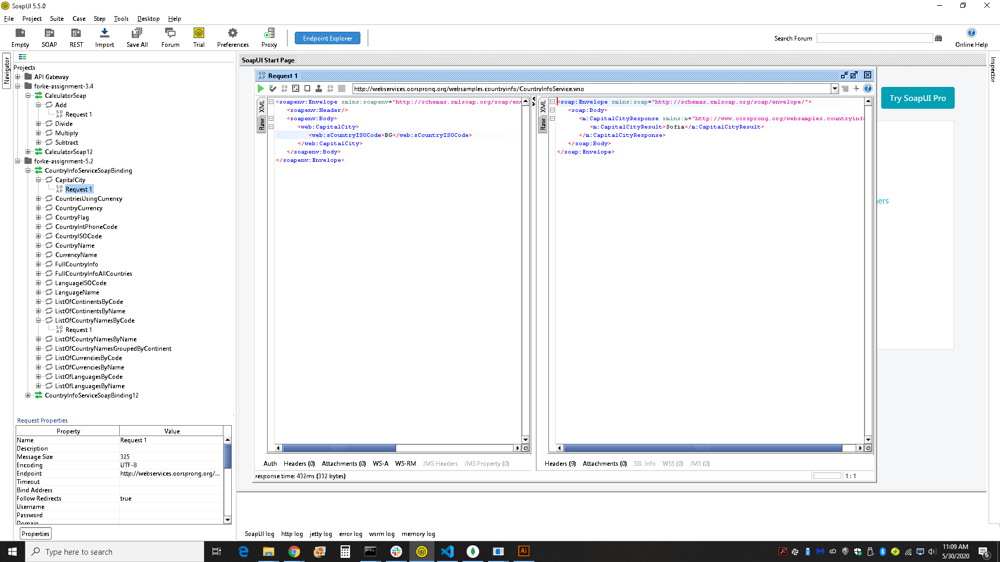 SoapUI 5.5.0
File Project Suite Case Step Tools Desktop Help
Empty SOAP REST Import Save All Forum Trial Preferences Proxy
Endpoint Explorer
Search Forum
Online Help
Navigator
Projects
API Gateway
forke-assignment-3.4
CalculatorSoap
Add
Request 1
Divide
Multiply
Subtract
CalculatorSoap12
forke-assignment-5.2
CountryInfoServiceSoapBinding
CapitalCity
Request 1
CountriesUsingCurrency
CountryCurrency
CountryFlag
CountryIntPhoneCode
CountryISOCode
CountryName
CurrencyName
FullCountryInfo
FullCountryInfoAllCountries
LanguageISOCode
LanguageName
ListOfContinentsByCode
ListOfContinentsByName
ListOfCountryNamesByCode
Request 1
ListOfCountryNamesByName
ListOfCountryNamesGroupedByContinent
ListOfCurrenciesByCode
ListOfCurrenciesByName
ListOfLanguagesByCode
ListOfLanguagesByName
CountryInfoServiceSoapBinding12
Request Properties
Property Value
Name Request 1
Description
Message Size 325
Encoding UTF-8
Endpoint http://webservices.oorsprong.org/...
Timeout
Bind Address
Follow Redirects true
Username
Password
Domain
Properties
SoapUI Start Page
Request 1
http://webservices.oorsprong.org/websamples.countryinfo/CountryInfoService.wso
XML
Raw
<soapenv:Envelope xmlns:soapenv="http://schemas.xmlsoap.org/soap/env
<soapenv:Header/>
<soapenv:Body>
<web:CapitalCity>
<web:sCountryISOCode>BG</web:sCountryISOCode>
</web:CapitalCity>
</soapenv:Body>
</soapenv:Envelope>
XML
Raw
<soap:Envelope xmlns:soap="http://schemas.xmlsoap.org/soap/envelope/">
<soap:Body>
<m:CapitalCityResponse xmlns:m="http://www.oorsprong.org/websamples.countryinfo
<m:CapitalCityResult>Sofia</m:CapitalCityResult>
</m:CapitalCityResponse>
</soap:Body>
</soap:Envelope>
Auth Headers (0) Attachments (0) WS-A WS-RM JMS Headers JMS Property (0)
Headers (9) Attachments (0) SSL Info WSS (0) JMS (0)
response time: 432ms (332 bytes)
1 : 1
Try SoapUI Pro
ners
Inspector
SoapUI log http log jetty log error log wsrm log memory log
Type here to search
Ai
11:09 AM
5/30/2020
6